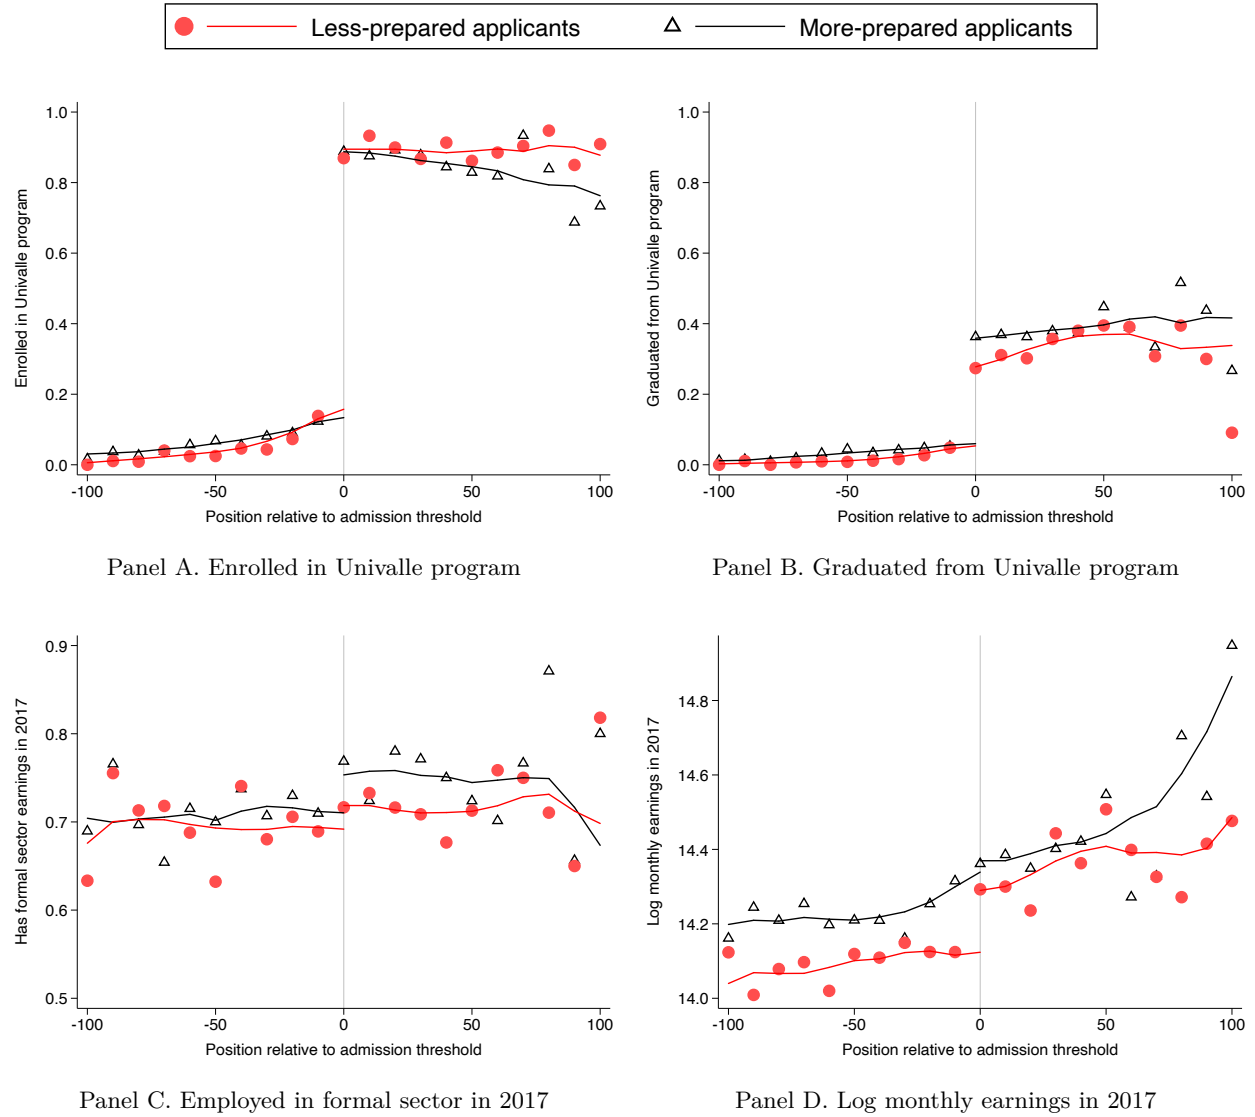 Less-prepared applicants More-prepared applicants
Enrolled in Univalle program
1.0
0.8
0.6
0.4
0.2
0.0
-100 -50 0 50 100
Position relative to admission threshold
Panel A. Enrolled in Univalle program
Graduated from Univalle program
1.0
0.8
0.6
0.4
0.2
0.0
-100 -50 0 50 100
Position relative to admission threshold
Panel B. Graduated from Univalle program
Has formal sector earnings in 2017
0.9
0.8
0.7
0.6
0.5
-100 -50 0 50 100
Position relative to admission threshold
Panel C. Employed in formal sector in 2017
Log monthly earnings in 2017
14.8
14.6
14.4
14.2
14.0
-100 -50 0 50 100
Position relative to admission threshold
Panel D. Log monthly earnings in 2017